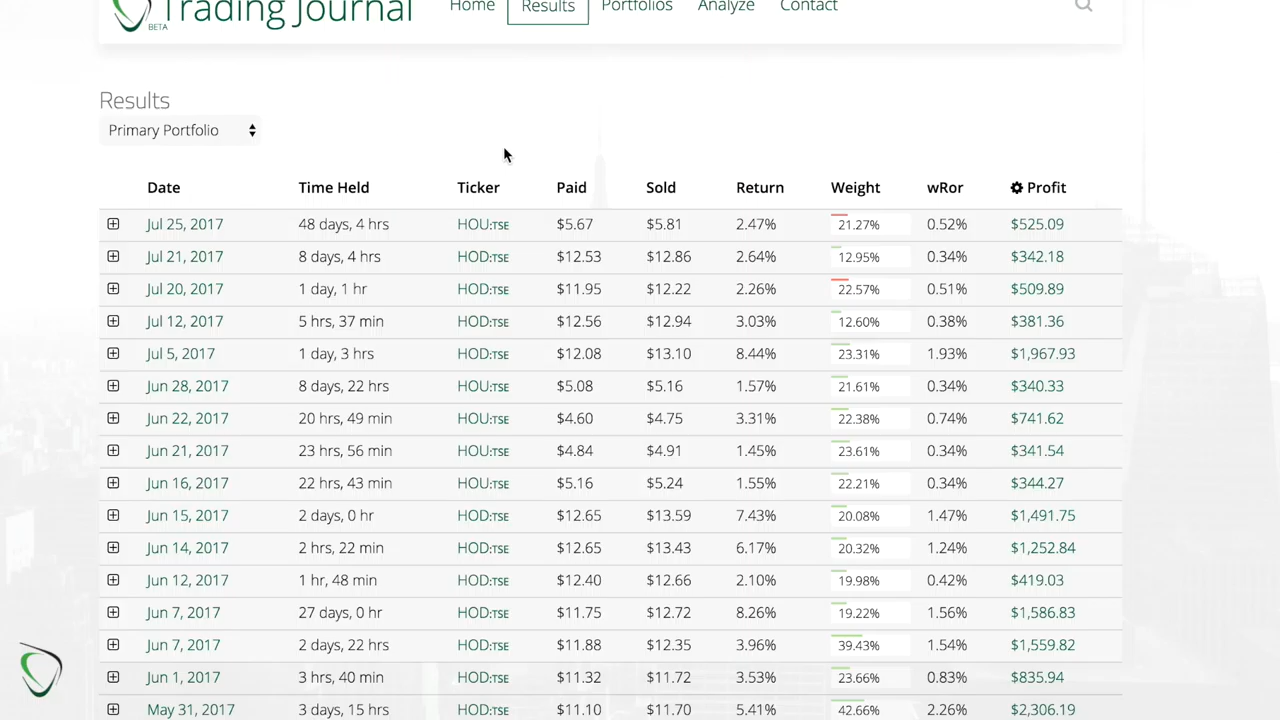 Trading Journal
BETA
Home Results Portfolios Analyze Contact
Results
Primary Portfolio
Date Time Held Ticker Paid Sold Return Weight wRor Profit
Jul 25, 2017 48 days, 4 hrs HOU:TSE $5.67 $5.81 2.47% 21.27% 0.52% $525.09
Jul 21, 2017 8 days, 4 hrs HOD:TSE $12.53 $12.86 2.64% 12.95% 0.34% $342.18
Jul 20, 2017 1 day, 1 hr HOD:TSE $11.95 $12.22 2.26% 22.57% 0.51% $509.89
Jul 12, 2017 5 hrs, 37 min HOD:TSE $12.56 $12.94 3.03% 12.60% 0.38% $381.36
Jul 5, 2017 1 day, 3 hrs HOD:TSE $12.08 $13.10 8.44% 23.31% 1.93% $1,967.93
Jun 28, 2017 8 days, 22 hrs HOU:TSE $5.08 $5.16 1.57% 21.61% 0.34% $340.33
Jun 22, 2017 20 hrs, 49 min HOU:TSE $4.60 $4.75 3.31% 22.38% 0.74% $741.62
Jun 21, 2017 23 hrs, 56 min HOU:TSE $4.84 $4.91 1.45% 23.61% 0.34% $341.54
Jun 16, 2017 22 hrs, 43 min HOU:TSE $5.16 $5.24 1.55% 22.21% 0.34% $344.27
Jun 15, 2017 2 days, 0 hr HOD:TSE $12.65 $13.59 7.43% 20.08% 1.47% $1,491.75
Jun 14, 2017 2 hrs, 22 min HOD:TSE $12.65 $13.43 6.17% 20.32% 1.24% $1,252.84
Jun 12, 2017 1 hr, 48 min HOD:TSE $12.40 $12.66 2.10% 19.98% 0.42% $419.03
Jun 7, 2017 27 days, 0 hr HOD:TSE $11.75 $12.72 8.26% 19.22% 1.56% $1,586.83
Jun 7, 2017 2 days, 22 hrs HOD:TSE $11.88 $12.35 3.96% 39.43% 1.54% $1,559.82
Jun 1, 2017 3 hrs, 40 min HOD:TSE $11.32 $11.72 3.53% 23.66% 0.83% $835.94
May 31, 2017 3 days, 15 hrs HOD:TSE $11.10 $11.70 5.41% 42.66% 2.26% $2,306.19